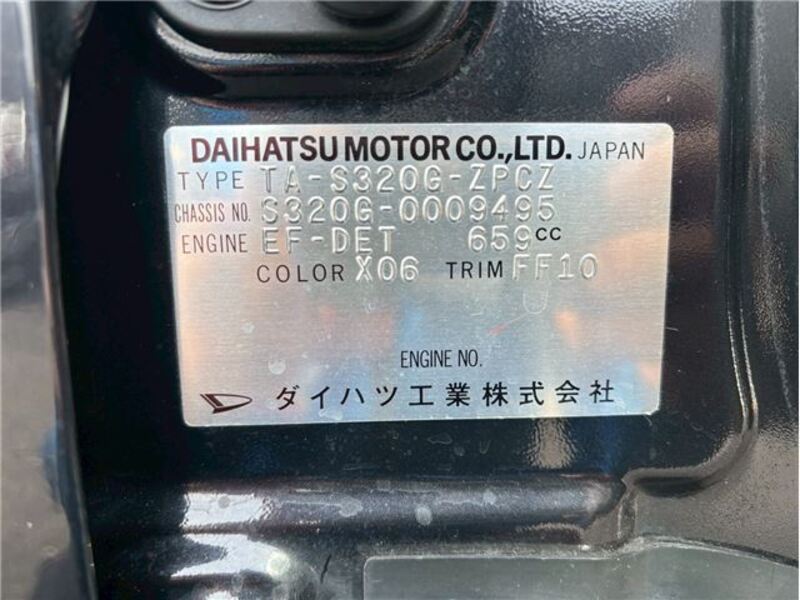 DAIHATSU MOTOR CO.,LTD. JAPAN
TYPE TA-S320G-ZPCZ
CHASSIS NO. S320G-0009495
ENGINE EF-DET 659CC
COLOR X06 TRIM FF10
ENGINE NO.
ダイハツ工業株式会社